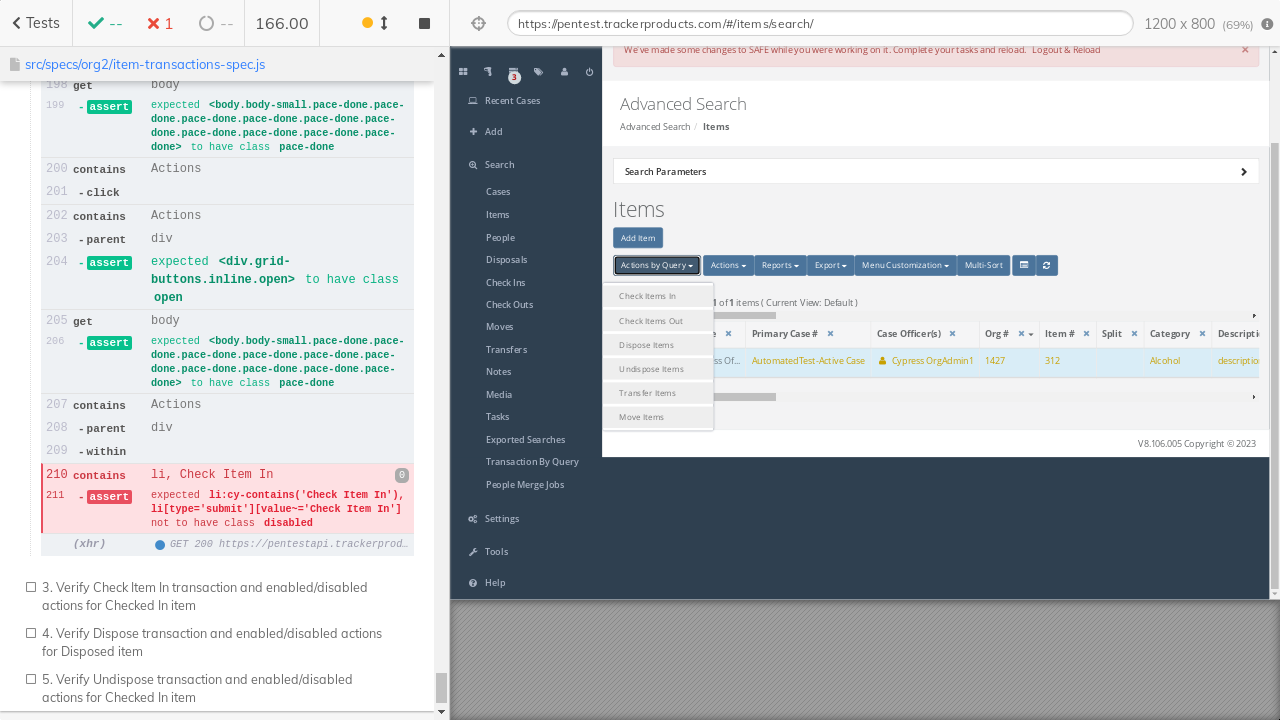 Tests
--
1
--
166.00
https://pentest.trackerproducts.com/#/items/search/
1200 x 800 (69%)
src/specs/org2/item-transactions-spec.js
198 get body
199 - assert expected <body.body-small.pace-done.pace-
done.pace-done.pace-done.pace-done.pace-
done.pace-done.pace-done.pace-done.pace-
done> to have class pace-done
200 contains Actions
201 - click
202 contains Actions
203 - parent div
204 - assert expected <div.grid-
buttons.inline.open> to have class
open
205 get body
206 - assert expected <body.body-small.pace-done.pace-
done.pace-done.pace-done.pace-done.pace-
done.pace-done.pace-done.pace-done.pace-
done> to have class pace-done
207 contains Actions
208 - parent div
209 - within
210 contains li, Check Item In 0
211 - assert expected li:cy-contains('Check Item In'),
li[type='submit'][value~='Check Item In']
not to have class disabled
(xhr) GET 200 https://pentestapi.trackerprod…
3. Verify Check Item In transaction and enabled/disabled
actions for Checked In item
4. Verify Dispose transaction and enabled/disabled actions
for Disposed item
5. Verify Undispose transaction and enabled/disabled
actions for Checked In item
3
Recent Cases
Add
Search
Cases
Items
People
Disposals
Check Ins
Check Outs
Moves
Transfers
Notes
Media
Tasks
Exported Searches
Transaction By Query
People Merge Jobs
Settings
Tools
Help
We've made some changes to SAFE while you were working on it. Complete your tasks and reload. Logout & Reload ×
Advanced Search
Advanced Search / Items
Search Parameters
Items
Add Item
Actions by Query Actions Reports Export Menu Customization Multi-Sort
Check Items In
Check Items Out
Dispose Items
Undispose Items
Transfer Items
Move Items
1 of 1 items ( Current View: Default )
Primary Case # Case Officer(s) Org # Item # Split Category Descriptio
ss Of... AutomatedTest-Active Case Cypress OrgAdmin1 1427 312 Alcohol description
V8.106.005 Copyright © 2023